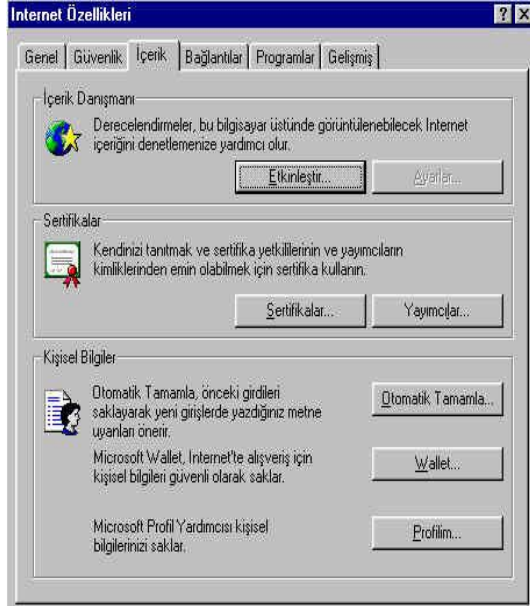 Internet Özellikleri
Genel Güvenlik İçerik Bağlantılar Programlar Gelişmiş
İçerik Danışmanı
Derecelendirmeler, bu bilgisayar üstünde görüntülenebilecek Internet
içeriğini denetlemenize yardımcı olur.
Etkinleştir... Ayarlar...
Sertifikalar
Kendinizi tanıtmak ve sertifika yetkililerinin ve yayımcıların
kimliklerinden emin olabilmek için sertifika kullanın.
Sertifikalar... Yayımcılar...
Kişisel Bilgiler
Otomatik Tamamla, önceki girdileri
saklayarak yeni girişlerde yazdığınız metne
uyanları önerir.
Otomatik Tamamla...
Microsoft Wallet, Internet'te alışveriş için
kişisel bilgileri güvenli olarak saklar.
Wallet...
Microsoft Profil Yardımcısı kişisel
bilgilerinizi saklar.
Profilim...